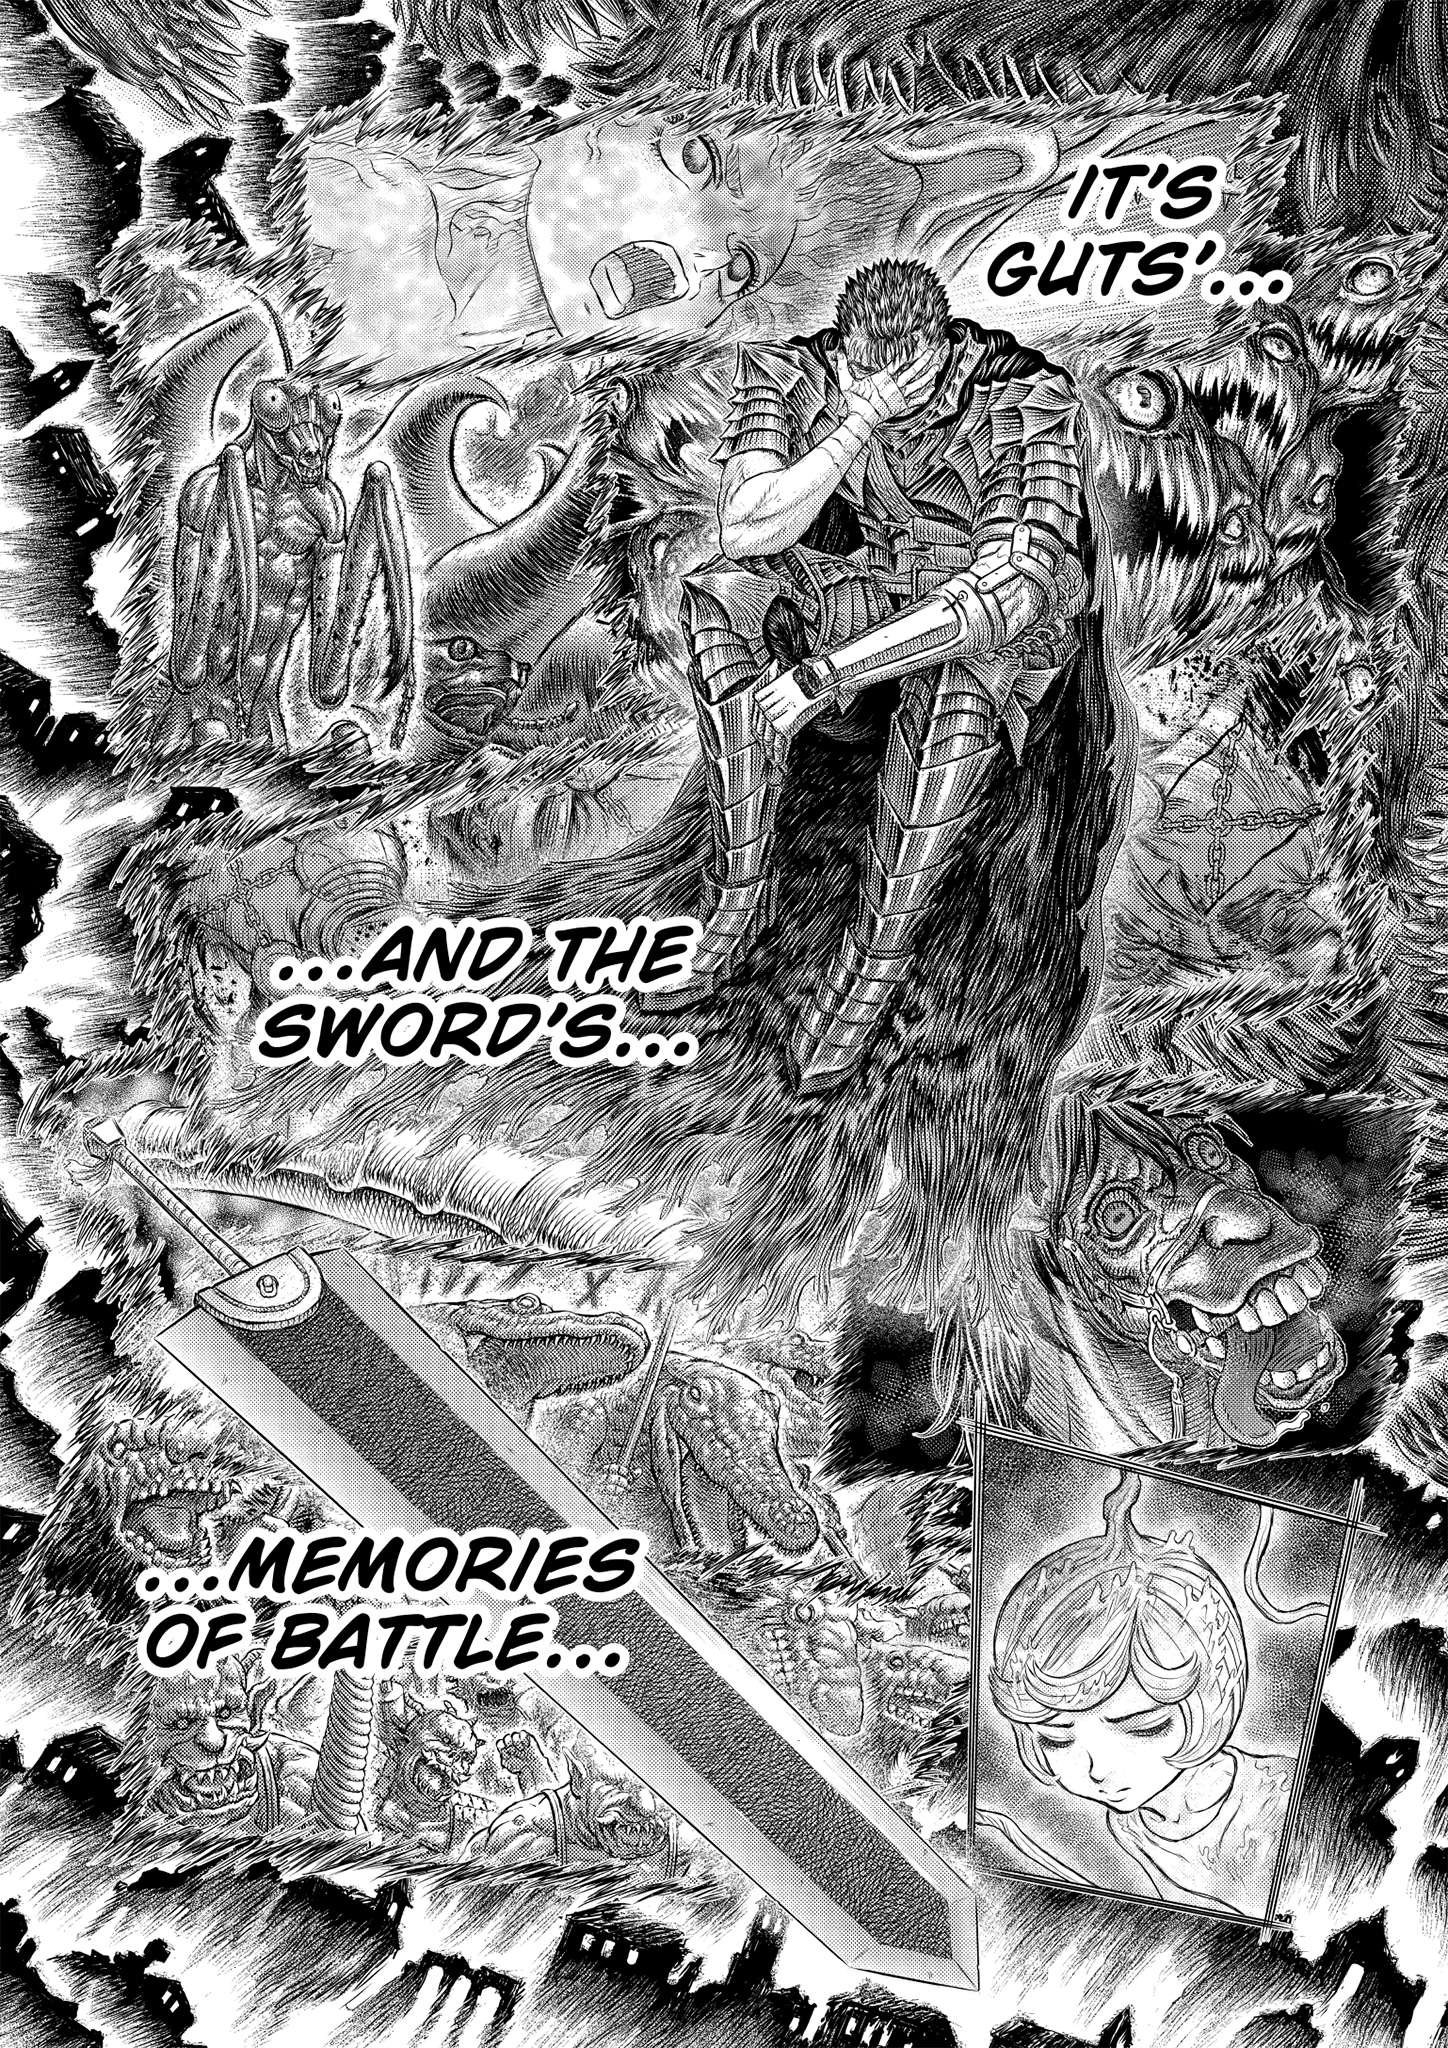 IT'S
GUTS'...
...AND THE
SWORD'S...
...MEMORIES
OF BATTLE...